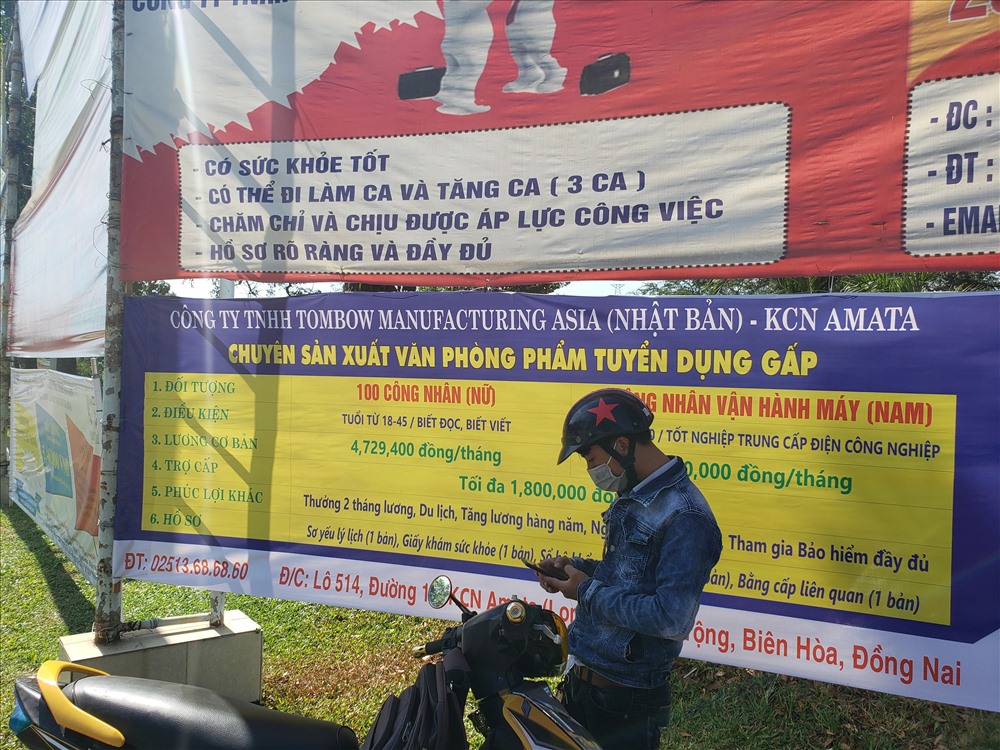 CÔNG TY TNHH
- CÓ SỨC KHỎE TỐT
- CÓ THỂ ĐI LÀM CA VÀ TĂNG CA ( 3 CA )
- CHĂM CHỈ VÀ CHỊU ĐƯỢC ÁP LỰC CÔNG VIỆC
- HỒ SƠ RÕ RÀNG VÀ ĐẦY ĐỦ
- ĐC :
- ĐT :
- EMA
CÔNG TY TNHH TOMBOW MANUFACTURING ASIA (NHẬT BẢN) - KCN AMATA
CHUYÊN SẢN XUẤT VĂN PHÒNG PHẨM TUYỂN DỤNG GẤP
1. ĐỐI TƯỢNG 100 CÔNG NHÂN (NỮ) NHÂN VẬN HÀNH MÁY (NAM)
2. ĐIỀU KIỆN TUỔI TỪ 18-45 / BIẾT ĐỌC, BIẾT VIẾT / TỐT NGHIỆP TRUNG CẤP ĐIỆN CÔNG NGHIỆP
3. LƯƠNG CƠ BẢN 4,729,400 đồng/tháng 0,000 đồng/tháng
4. TRỢ CẤP Tối đa 1,800,000
5. PHÚC LỢI KHÁC Thưởng 2 tháng lương, Du lịch, Tăng lương hàng năm, Tham gia Bảo hiểm đầy đủ
6. HỒ SƠ Sơ yếu lý lịch (1 bản), Giấy khám sức khỏe (1 bản), Sổ bản), Bằng cấp liên quan (1 bản)
ĐT: 02513.68.68.60 Đ/C: Lô 514, Đường KCN Biên Hòa, Đồng Nai